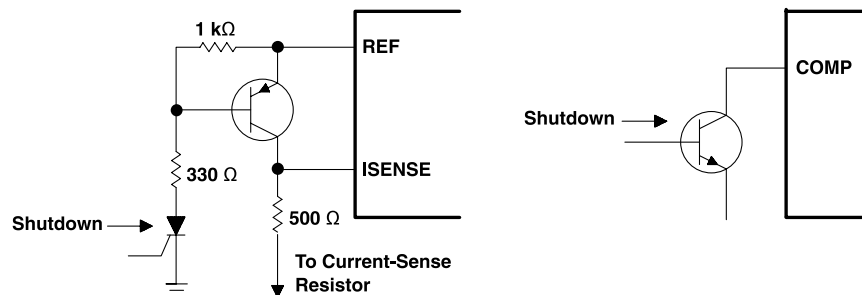 1 kΩ
REF
COMP
Shutdown
330 Ω
ISENSE
Shutdown
500 Ω
To Current-Sense
Resistor